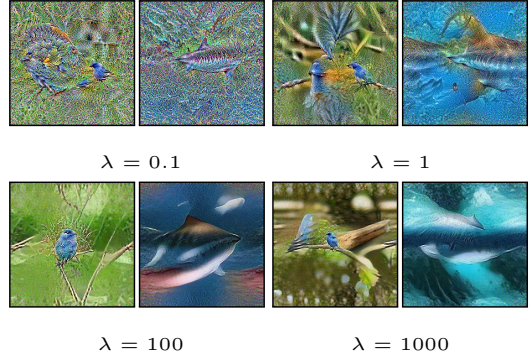 λ = 0.1
λ = 1
λ = 100
λ = 1000